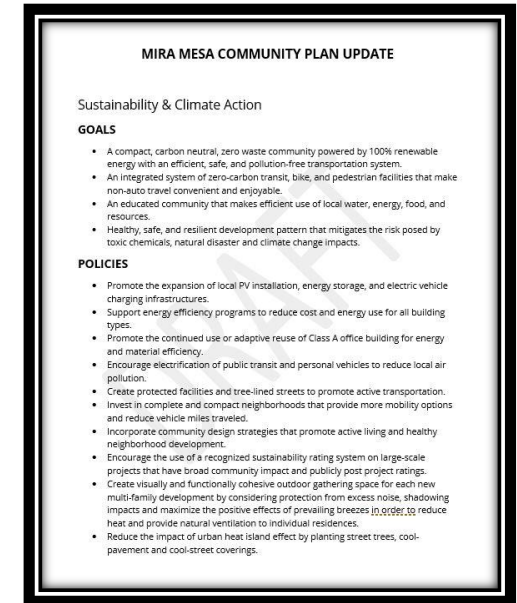 MIRA MESA COMMUNITY PLAN UPDATE
Sustainability & Climate Action
GOALS
• A compact, carbon neutral, zero waste community powered by 100% renewable
energy with an efficient, safe, and pollution-free transportation system.
• An integrated system of zero-carbon transit, bike, and pedestrian facilities that make
non-auto travel convenient and enjoyable.
• An educated community that makes efficient use of local water, energy, food, and
resources.
• Healthy, safe, and resilient development pattern that mitigates the risk posed by
toxic chemicals, natural disaster and climate change impacts.
POLICIES
• Promote the expansion of local PV installation, energy storage, and electric vehicle
charging infrastructures.
• Support energy efficiency programs to reduce cost and energy use for all building
types.
• Promote the continued use or adaptive reuse of Class A office building for energy
and material efficiency.
• Encourage electrification of public transit and personal vehicles to reduce local air
pollution.
• Create protected facilities and tree-lined streets to promote active transportation.
• Invest in complete and compact neighborhoods that provide more mobility options
and reduce vehicle miles traveled.
• Incorporate community design strategies that promote active living and healthy
neighborhood development.
• Encourage the use of a recognized sustainability rating system on large-scale
projects that have broad community impact and publicly post project ratings.
• Create visually and functionally cohesive outdoor gathering space for each new
multi-family development by considering protection from excess noise, shadowing
impacts and maximize the positive effects of prevailing breezes in order to reduce
heat and provide natural ventilation to individual residences.
• Reduce the impact of urban heat island effect by planting street trees, cool-
pavement and cool-street coverings.
DRAFT